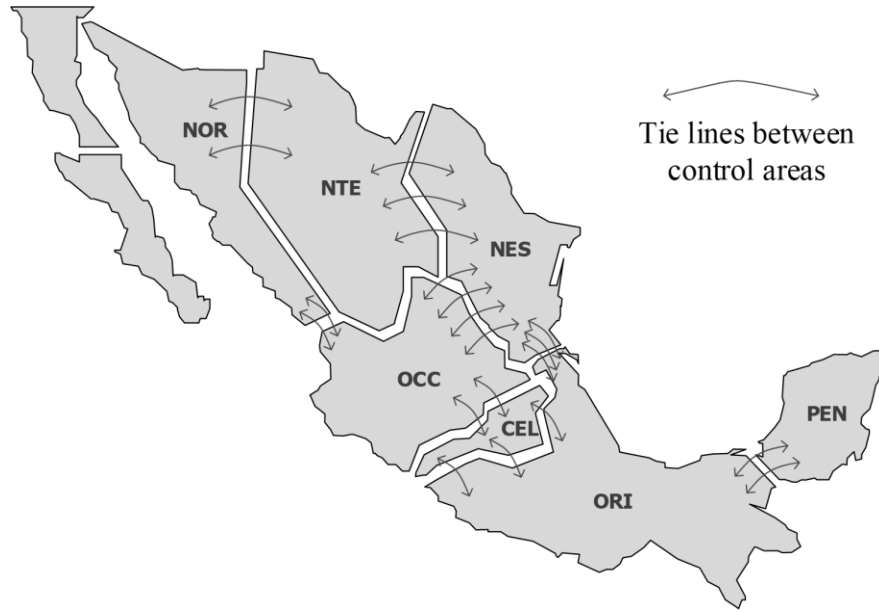 NOR
NTE
NES
Tie lines between
control areas
OCC
CEL
PEN
ORI